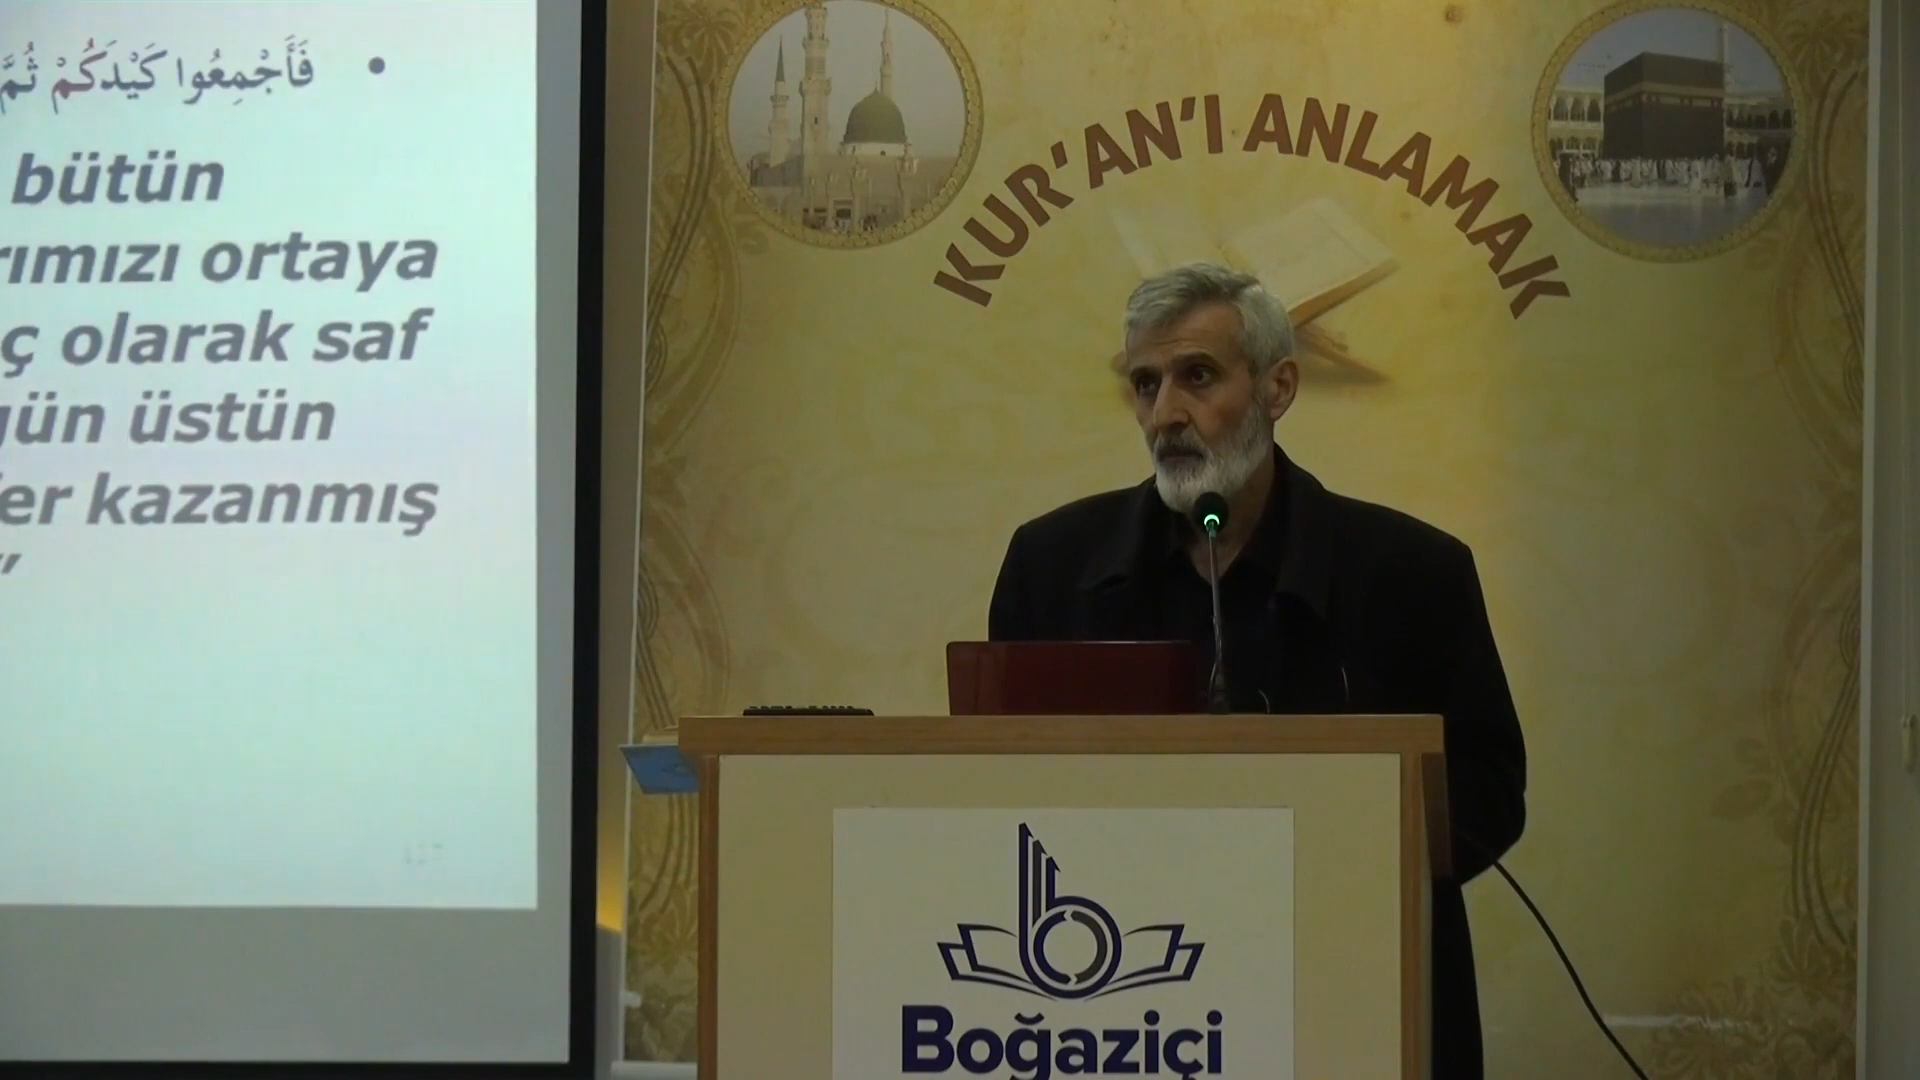 فَأَجْمِعُوا كَيْدَكُمْ ثُمَّ •
bütün
rımızı ortaya
ç olarak saf
gün üstün
er kazanmış
”
KUR'AN'I ANLAMAK
Boğaziçi